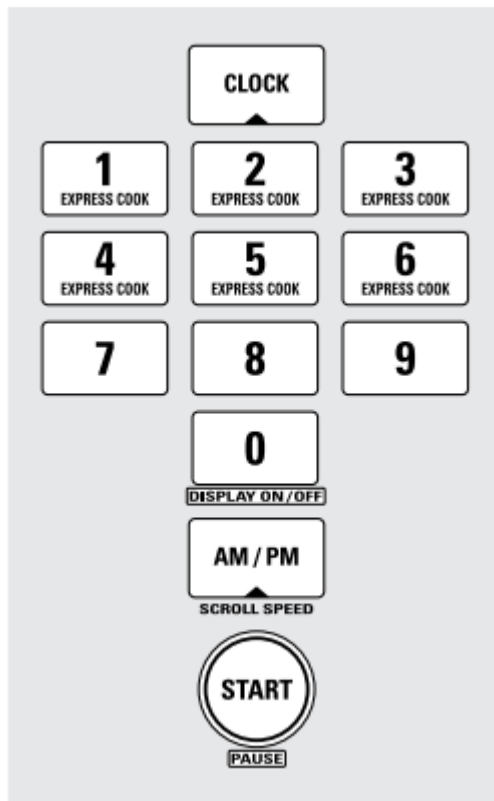 CLOCK
1 2 3
EXPRESS COOK EXPRESS COOK EXPRESS COOK
4 5 6
EXPRESS COOK EXPRESS COOK EXPRESS COOK
7 8 9
0
DISPLAY ON/OFF
AM / PM
SCROLL SPEED
START
PAUSE